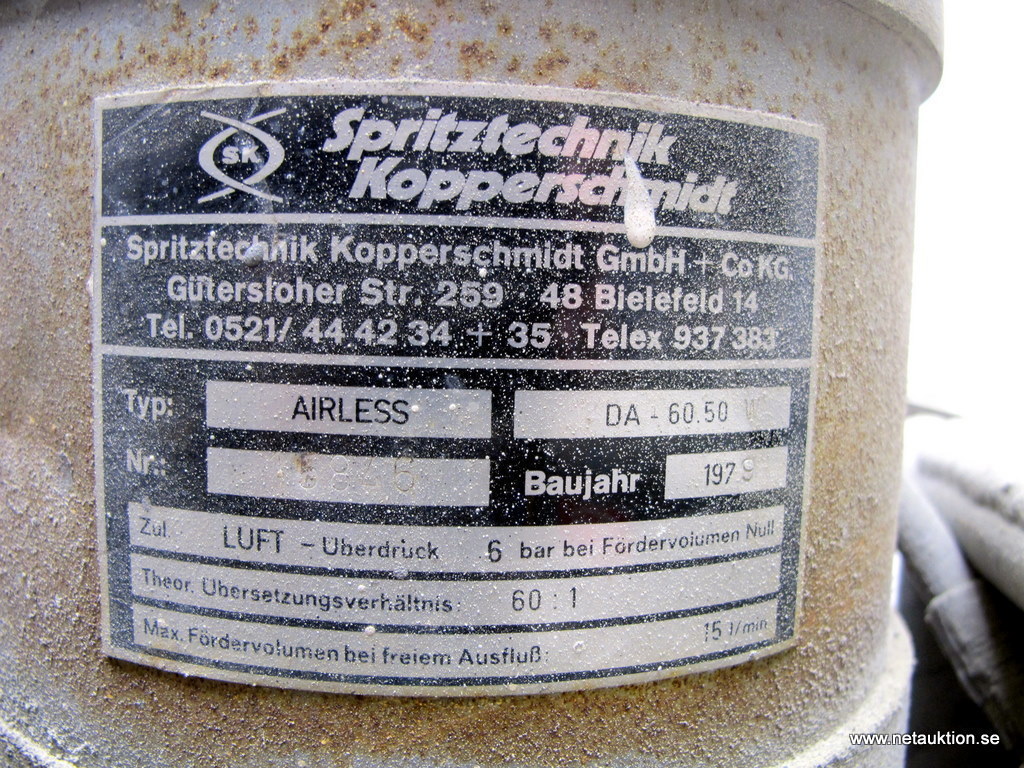 SK
Spritztechnik
Kopperschmidt
Spritztechnik Kopperschmidt GmbH + Co KG
Gütersloher Str. 259 · 48 Bielefeld 14
Tel. 0521/ 44 42 34 + 35 · Telex 937 383
Typ: AIRLESS DA - 60.50
Nr.: Baujahr 1979
Zul. LUFT - Überdruck 6 bar bei Fördervolumen Null
Theor. Übersetzungsverhältnis: 60 : 1
Max. Fördervolumen bei freiem Ausfluß: 15 l/min
www.netauktion.se